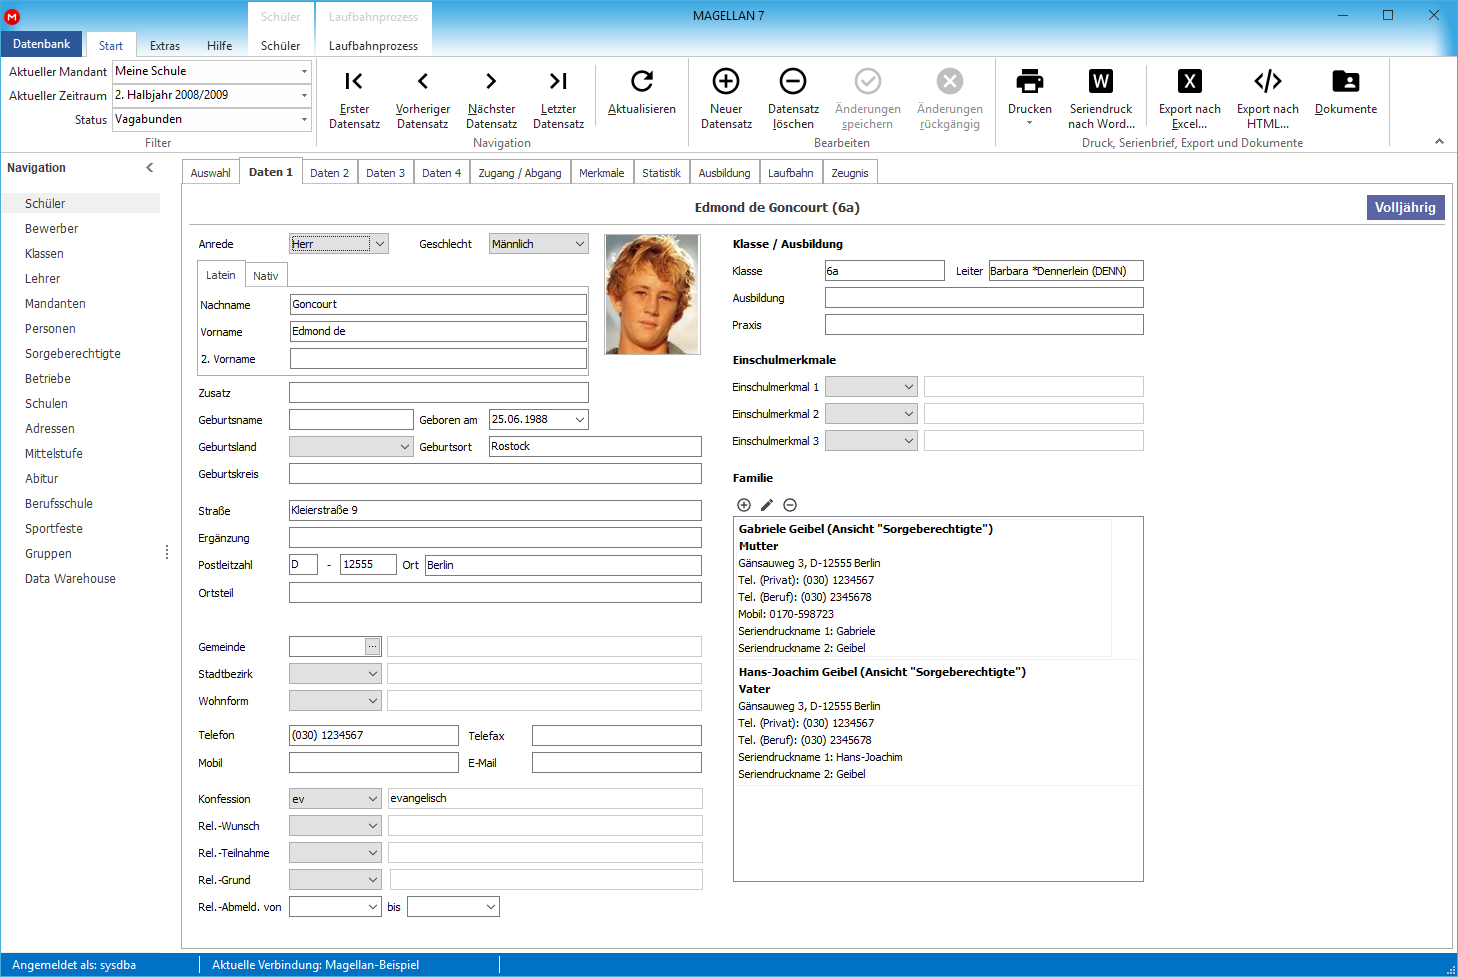 MAGELLAN 7
M
Schüler
Laufbahnprozess
Datenbank
Start
Extras
Hilfe
Schüler
Laufbahnprozess
Aktueller Mandant
Meine Schule
Aktueller Zeitraum
2. Halbjahr 2008/2009
Status
Vagabunden
Filter
Erster Datensatz
Vorheriger Datensatz
Nächster Datensatz
Letzter Datensatz
Aktualisieren
Navigation
Neuer Datensatz
Datensatz löschen
Änderungen speichern
Änderungen rückgängig
Bearbeiten
Drucken
W
Seriendruck nach Word...
X
Export nach Excel...
Export nach HTML...
Dokumente
Druck, Serienbrief, Export und Dokumente
Navigation
Schüler
Bewerber
Klassen
Lehrer
Mandanten
Personen
Sorgeberechtigte
Betriebe
Schulen
Adressen
Mittelstufe
Abitur
Berufsschule
Sportfeste
Gruppen
Data Warehouse
Auswahl
Daten 1
Daten 2
Daten 3
Daten 4
Zugang / Abgang
Merkmale
Statistik
Ausbildung
Laufbahn
Zeugnis
Edmond de Goncourt (6a)
Volljährig
Anrede
Herr
Geschlecht
Männlich
Latein
Nativ
Nachname
Goncourt
Vorname
Edmond de
2. Vorname
Zusatz
Geburtsname
Geboren am
25.06.1988
Geburtsland
Geburtsort
Rostock
Geburtskreis
Straße
Kleierstraße 9
Ergänzung
Postleitzahl
D
-
12555
Ort
Berlin
Ortsteil
Gemeinde
...
Stadtbezirk
Wohnform
Telefon
(030) 1234567
Telefax
Mobil
E-Mail
Konfession
ev
evangelisch
Rel.-Wunsch
Rel.-Teilnahme
Rel.-Grund
Rel.-Abmeld. von
bis
Klasse / Ausbildung
Klasse
6a
Leiter
Barbara *Dennerlein (DENN)
Ausbildung
Praxis
Einschulmerkmale
Einschulmerkmal 1
Einschulmerkmal 2
Einschulmerkmal 3
Familie
Gabriele Geibel (Ansicht "Sorgeberechtigte")
Mutter
Gänsauweg 3, D-12555 Berlin
Tel. (Privat): (030) 1234567
Tel. (Beruf): (030) 2345678
Mobil: 0170-598723
Seriendruckname 1: Gabriele
Seriendruckname 2: Geibel
Hans-Joachim Geibel (Ansicht "Sorgeberechtigte")
Vater
Gänsauweg 3, D-12555 Berlin
Tel. (Privat): (030) 1234567
Tel. (Beruf): (030) 2345678
Seriendruckname 1: Hans-Joachim
Seriendruckname 2: Geibel
Angemeldet als: sysdba
Aktuelle Verbindung: Magellan-Beispiel